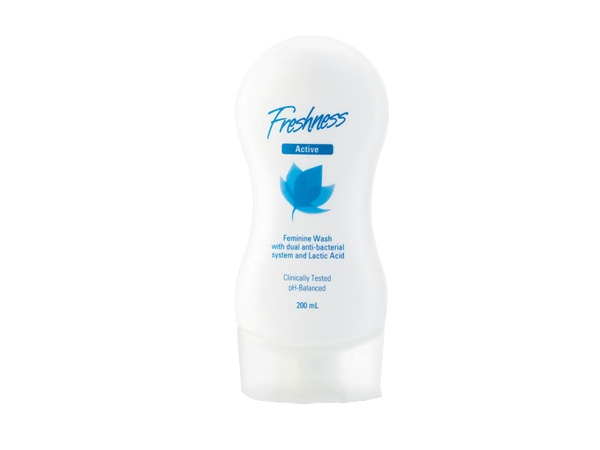 Freshness
Active
Feminine Wash
with dual anti-bacterial
system and Lactic Acid
Clinically Tested
pH-Balanced
200 mL